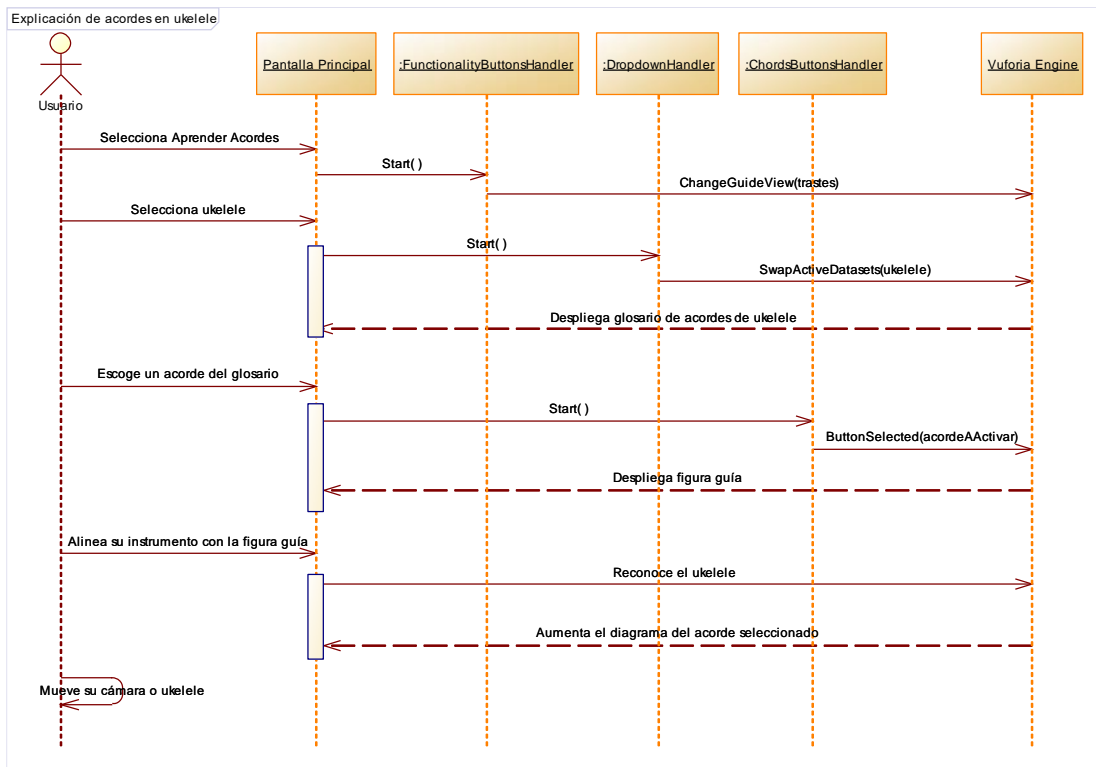 Explicación de acordes en ukelele
Usuario
Pantalla Principal
:FunctionalityButtonsHandler
:DropdownHandler
:ChordsButtonsHandler
Vuforia Engine
Selecciona Aprender Acordes
Start( )
ChangeGuideView(trastes)
Selecciona ukelele
Start( )
SwapActiveDatasets(ukelele)
Despliega glosario de acordes de ukelele
Escoge un acorde del glosario
Start( )
ButtonSelected(acordeAActivar)
Despliega figura guía
Alinea su instrumento con la figura guía
Reconoce el ukelele
Aumenta el diagrama del acorde seleccionado
Mueve su cámara o ukelele